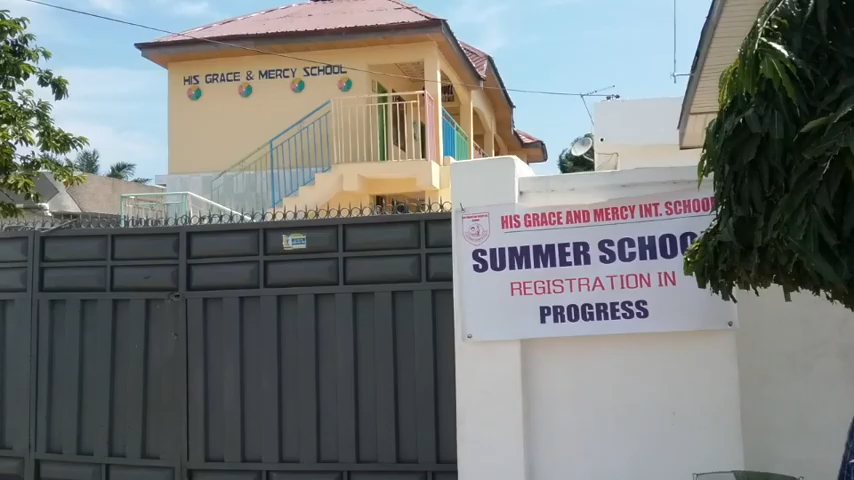 HIS GRACE & MERCY SCHOOL
HIS GRACE AND MERCY INT. SCHOOL
SUMMER SCHOO
REGISTRATION IN
PROGRESS